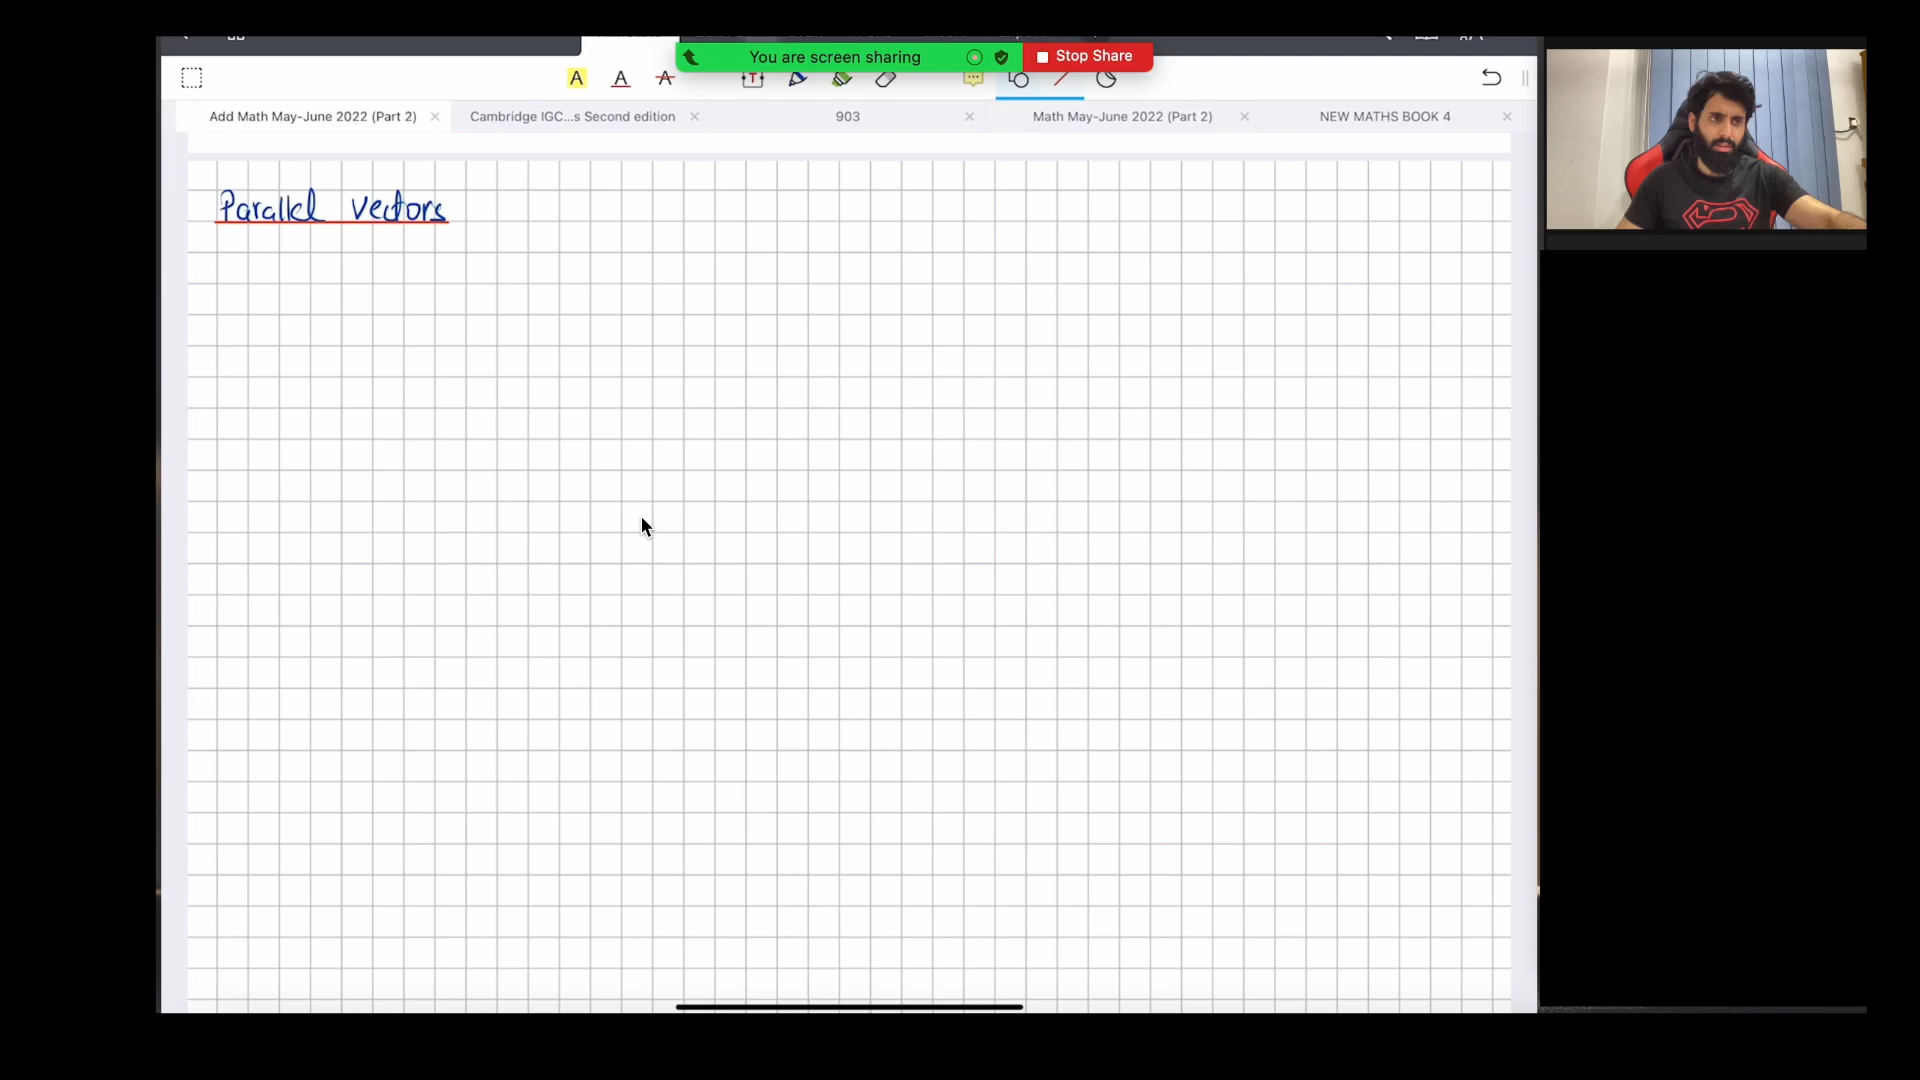 You are screen sharing
Stop Share
A A A T
Add Math May-June 2022 (Part 2)
Cambridge IGC...s Second edition
903
Math May-June 2022 (Part 2)
NEW MATHS BOOK 4
Parallel vectors